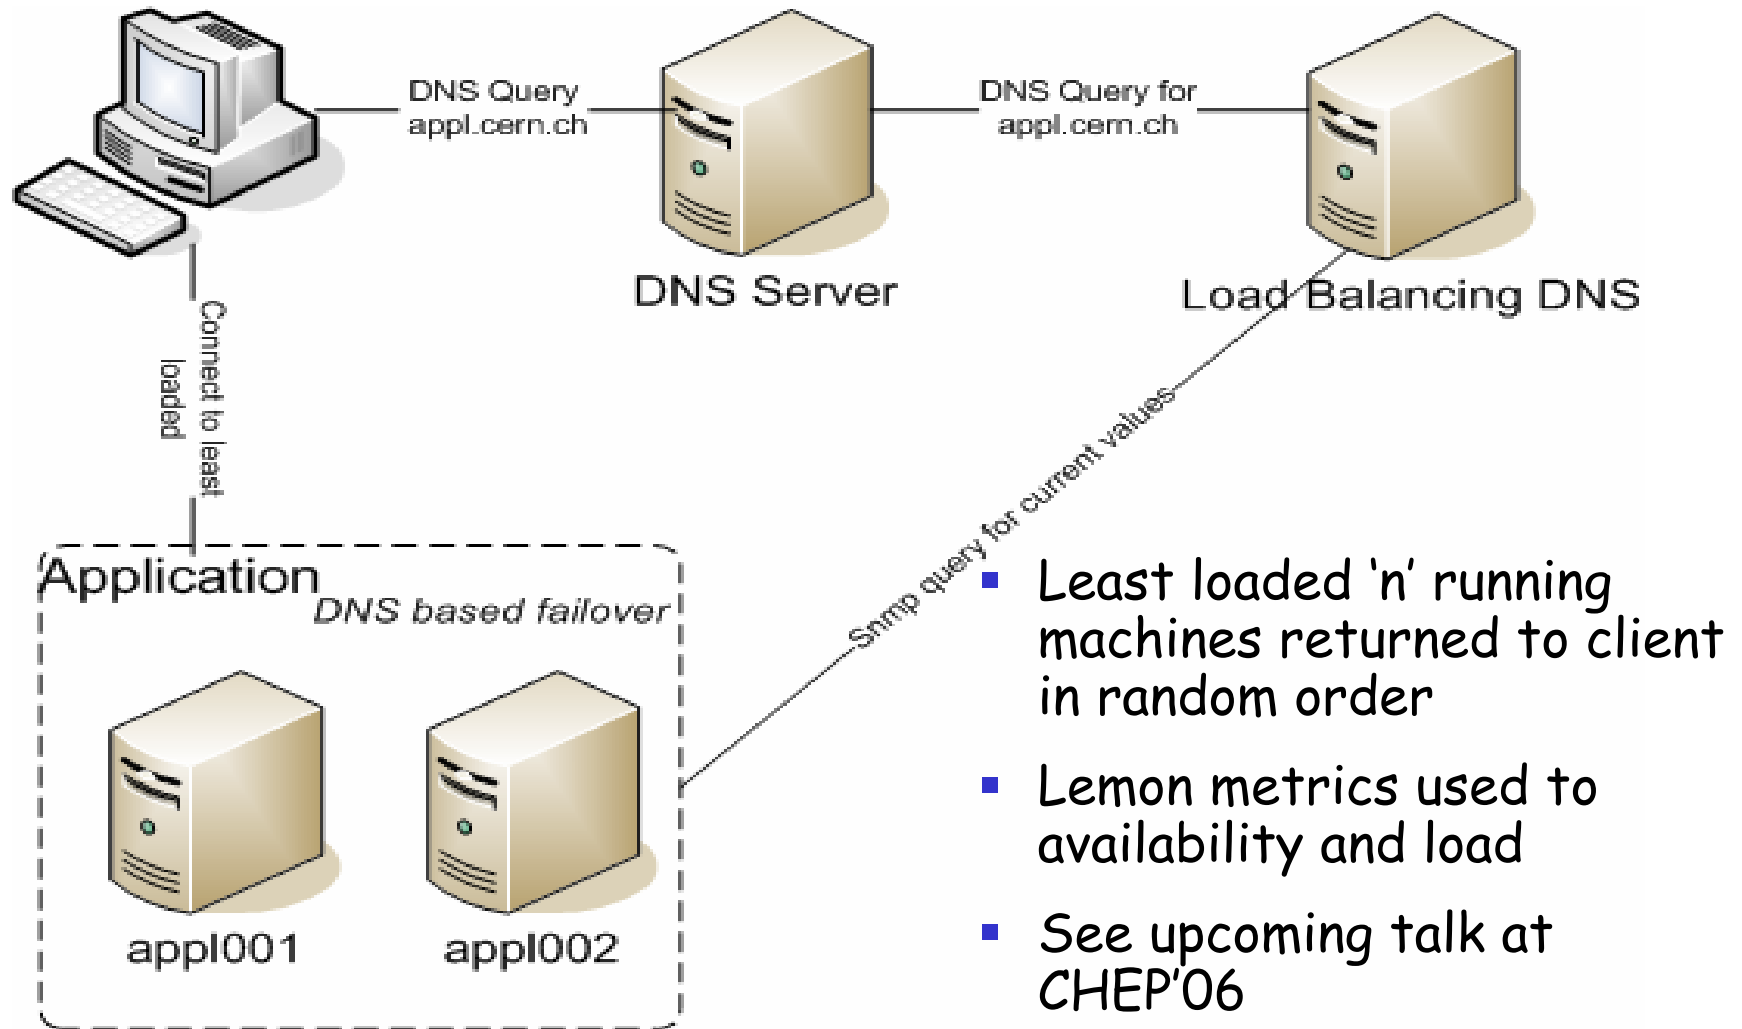 DNS Query
appl.cern.ch
DNS Query for
appl.cern.ch
DNS Server
Load Balancing DNS
Connect to least
loaded
Snmp query for current values
Application
DNS based failover
appl001
appl002
Least loaded ‘n’ running
machines returned to client
in random order
Lemon metrics used to
availability and load
See upcoming talk at
CHEP’06